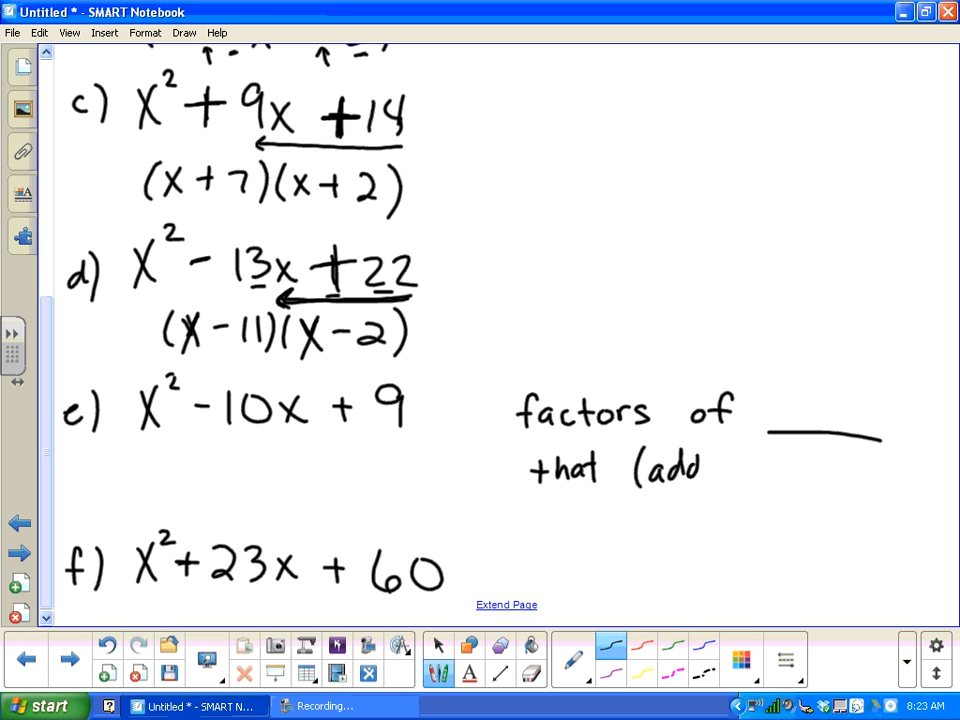 Untitled * - SMART Notebook
File Edit View Insert Format Draw Help
c) x² + 9x + 14
(x + 7)(x + 2)
d) x² - 13x + 22
(x - 11)(x - 2)
e) x² - 10x + 9
factors of ____
that (add
f) x² + 23x + 60
Extend Page
start
Untitled * - SMART N...
Recording...
8:23 AM